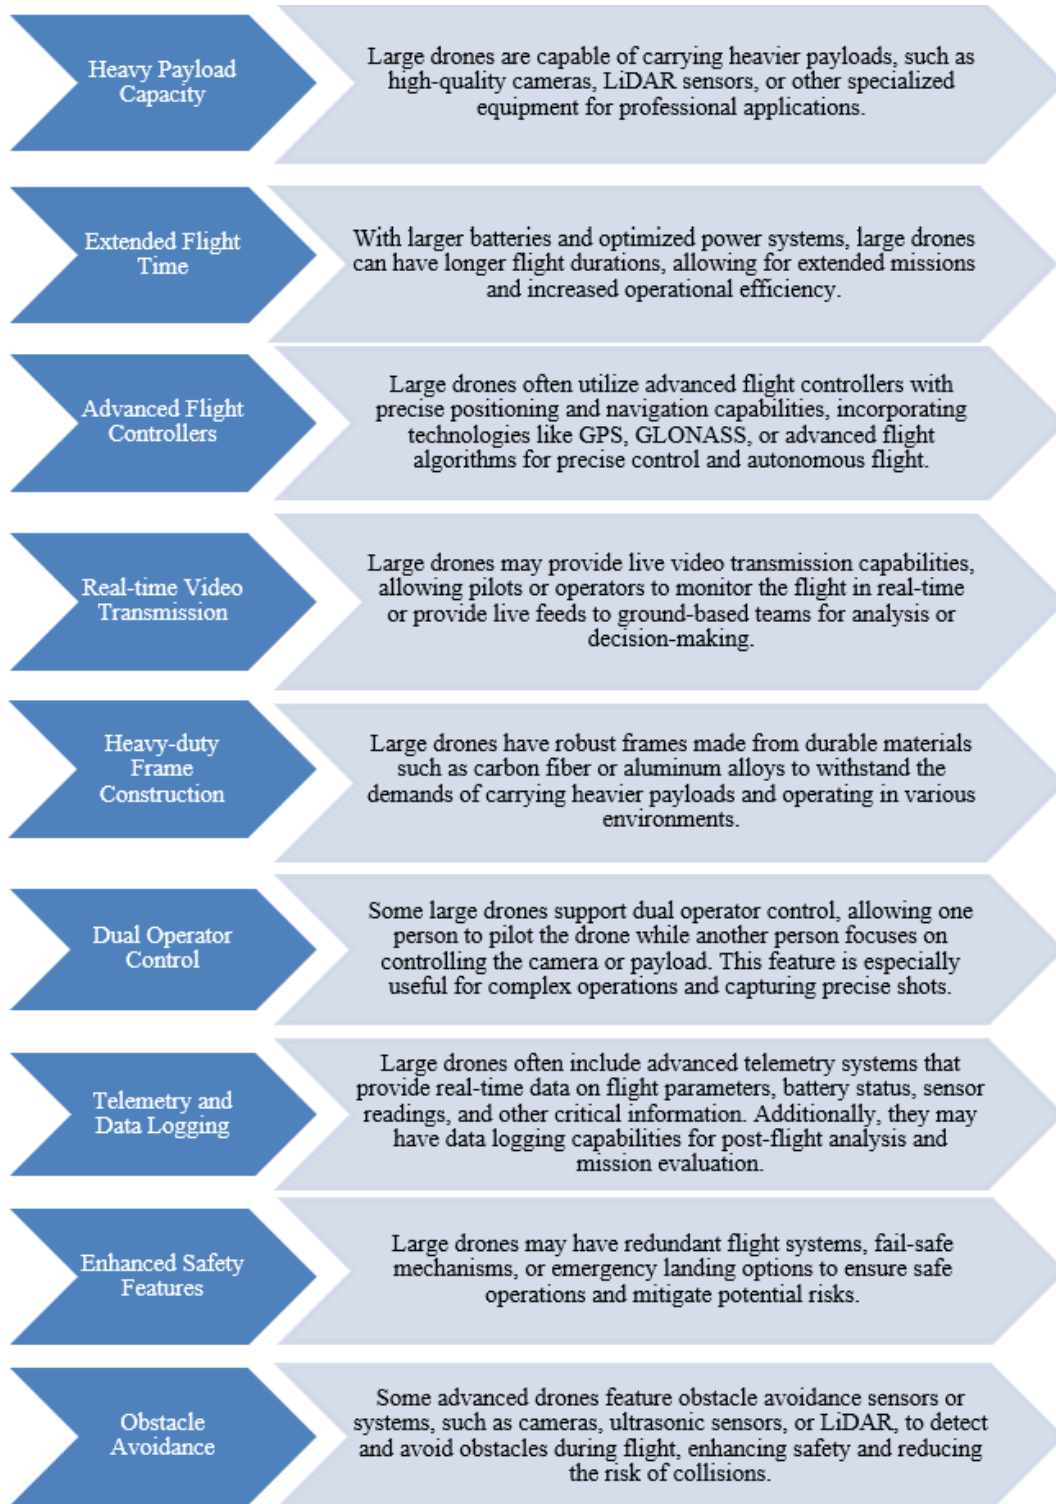 Heavy Payload
Capacity
Large drones are capable of carrying heavier payloads, such as
high-quality cameras, LiDAR sensors, or other specialized
equipment for professional applications.
Extended Flight
Time
With larger batteries and optimized power systems, large drones
can have longer flight durations, allowing for extended missions
and increased operational efficiency.
Advanced Flight
Controllers
Large drones often utilize advanced flight controllers with
precise positioning and navigation capabilities, incorporating
technologies like GPS, GLONASS, or advanced flight
algorithms for precise control and autonomous flight.
Real-time Video
Transmission
Large drones may provide live video transmission capabilities,
allowing pilots or operators to monitor the flight in real-time
or provide live feeds to ground-based teams for analysis or
decision-making.
Heavy-duty
Frame
Construction
Large drones have robust frames made from durable materials
such as carbon fiber or aluminum alloys to withstand the
demands of carrying heavier payloads and operating in various
environments.
Dual Operator
Control
Some large drones support dual operator control, allowing one
person to pilot the drone while another person focuses on
controlling the camera or payload. This feature is especially
useful for complex operations and capturing precise shots.
Telemetry and
Data Logging
Large drones often include advanced telemetry systems that
provide real-time data on flight parameters, battery status, sensor
readings, and other critical information. Additionally, they may
have data logging capabilities for post-flight analysis and
mission evaluation.
Enhanced Safety
Features
Large drones may have redundant flight systems, fail-safe
mechanisms, or emergency landing options to ensure safe
operations and mitigate potential risks.
Obstacle
Avoidance
Some advanced drones feature obstacle avoidance sensors or
systems, such as cameras, ultrasonic sensors, or LiDAR, to detect
and avoid obstacles during flight, enhancing safety and reducing
the risk of collisions.